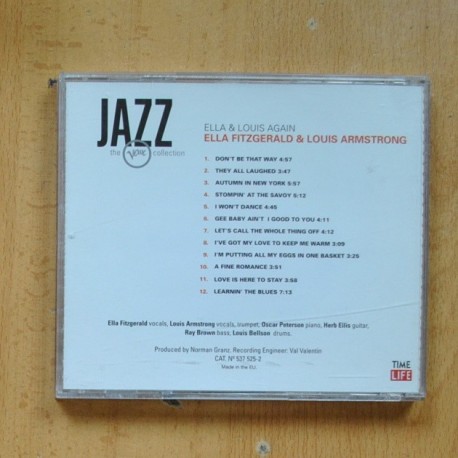 JAZZ
the Verve collection
ELLA & LOUIS AGAIN
ELLA FITZGERALD & LOUIS ARMSTRONG
1. DON'T BE THAT WAY 4:57
2. THEY ALL LAUGHED 3:47
3. AUTUMN IN NEW YORK 5:57
4. STOMPIN' AT THE SAVOY 5:12
5. I WON'T DANCE 4:45
6. GEE BABY AIN'T I GOOD TO YOU 4:11
7. LET'S CALL THE WHOLE THING OFF 4:12
8. I'VE GOT MY LOVE TO KEEP ME WARM 3:09
9. I'M PUTTING ALL MY EGGS IN ONE BASKET 3:25
10. A FINE ROMANCE 3:51
11. LOVE IS HERE TO STAY 3:58
12. LEARNIN' THE BLUES 7:12
Ella Fitzgerald vocals, Louis Armstrong vocals, trumpet; Oscar Peterson piano, Herb Ellis guitar,
Ray Brown bass, Louis Bellson drums.
Produced by Norman Granz, Recording Engineer: Val Valentin
CAT. Nº 537 525-2
Made in the EU.
TIME
LIFE